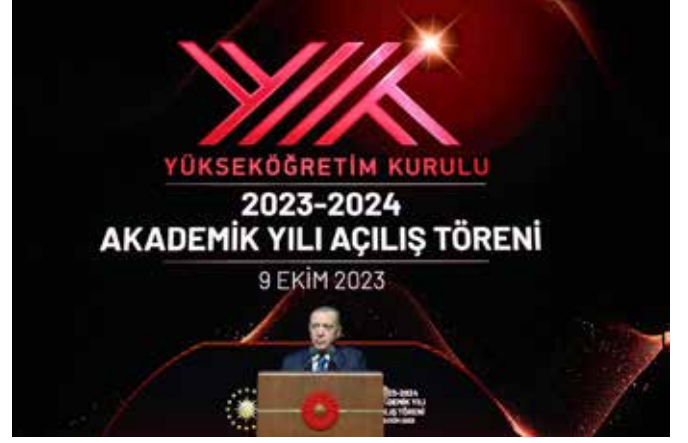 YÜKSEKÖĞRETİM KURULU
2023-2024
AKADEMİK YILI AÇILIŞ TÖRENİ
9 EKİM 2023